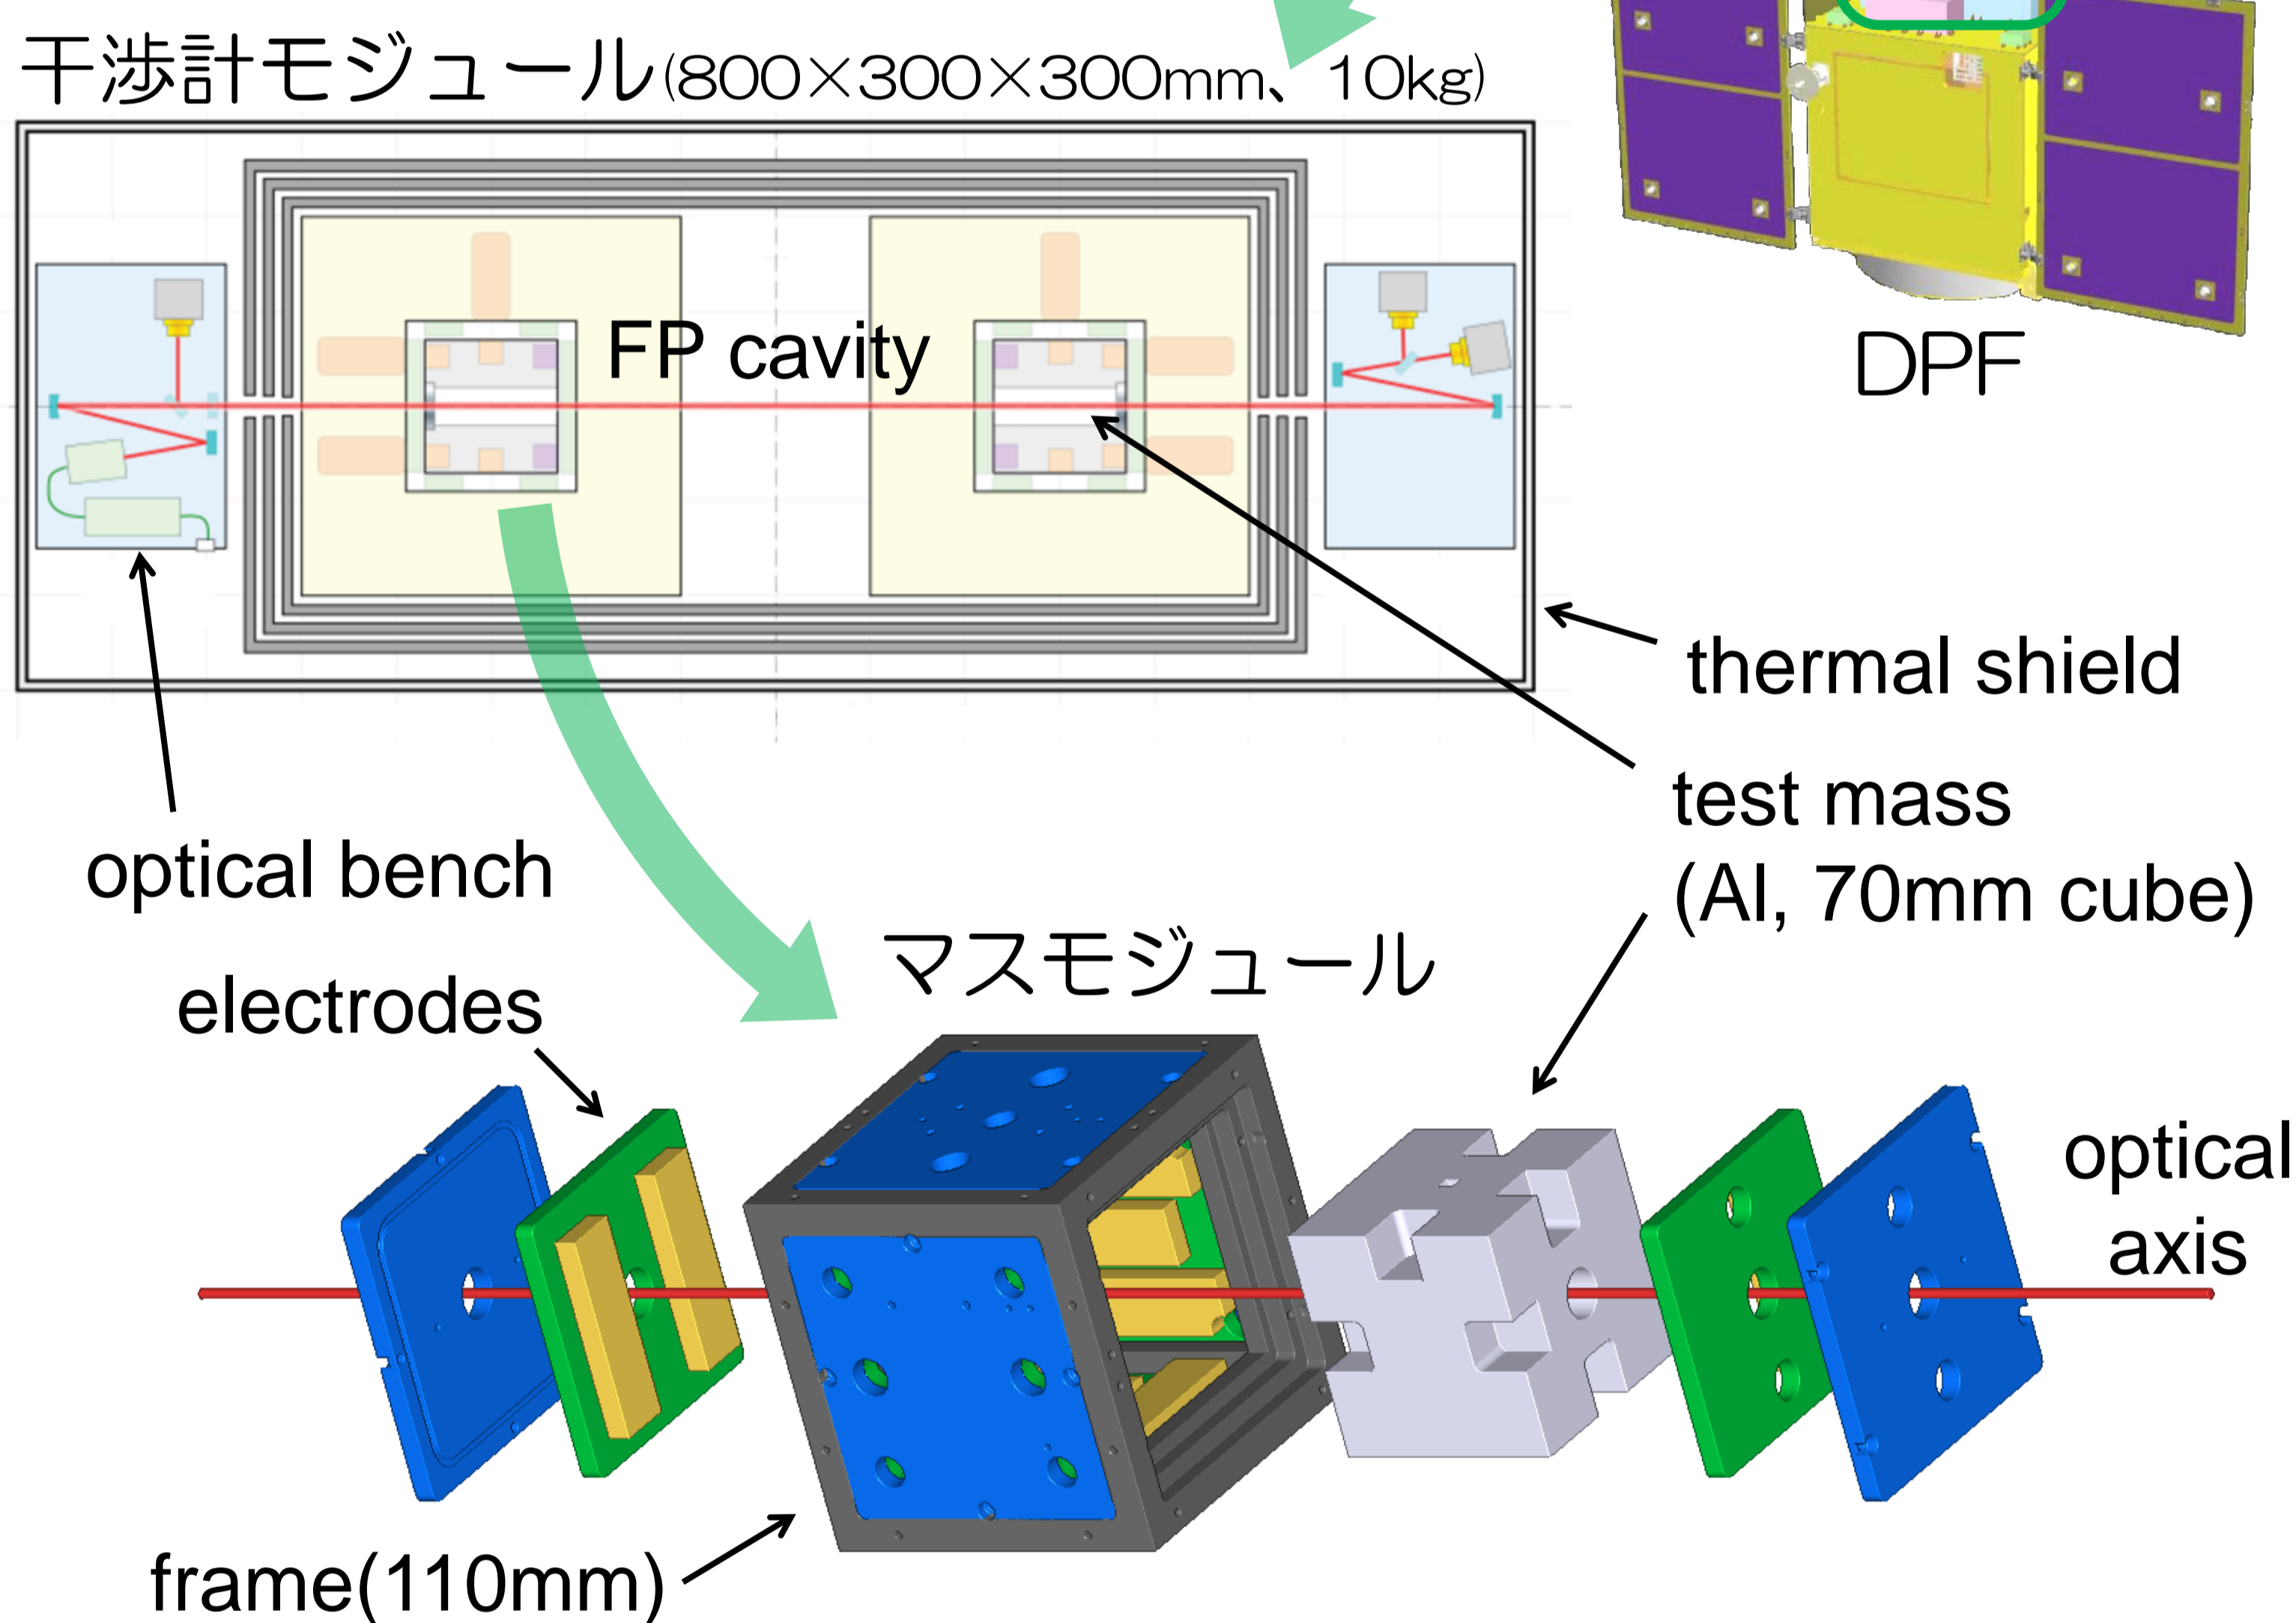 干渉計モジュール(800×300×300mm、10kg)
FP cavity
DPF
thermal shield
test mass
(Al, 70mm cube)
optical bench
electrodes
マスモジュール
optical
axis
frame(110mm)